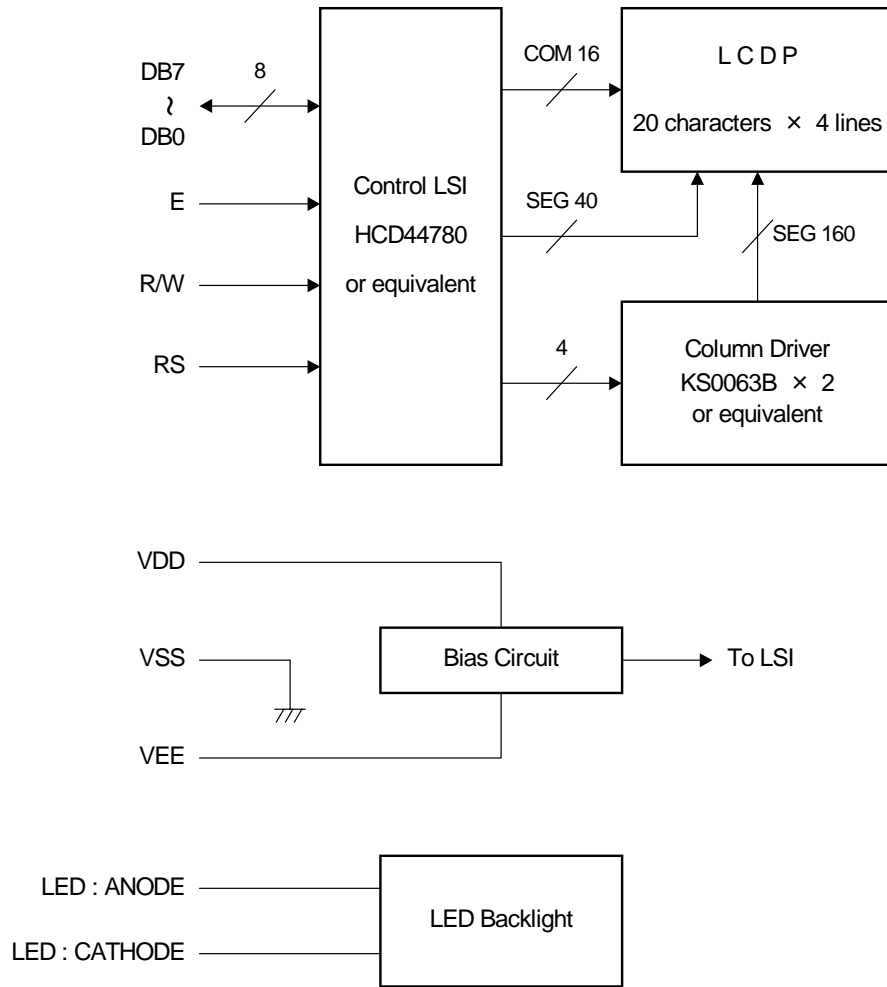 DB7
~
DB0
8
E
R/W
RS
Control LSI
HCD44780
or equivalent
COM 16
SEG 40
4
L C D P
20 characters × 4 lines
SEG 160
Column Driver
KS0063B × 2
or equivalent
VDD
VSS
VEE
Bias Circuit
To LSI
LED : ANODE
LED : CATHODE
LED Backlight